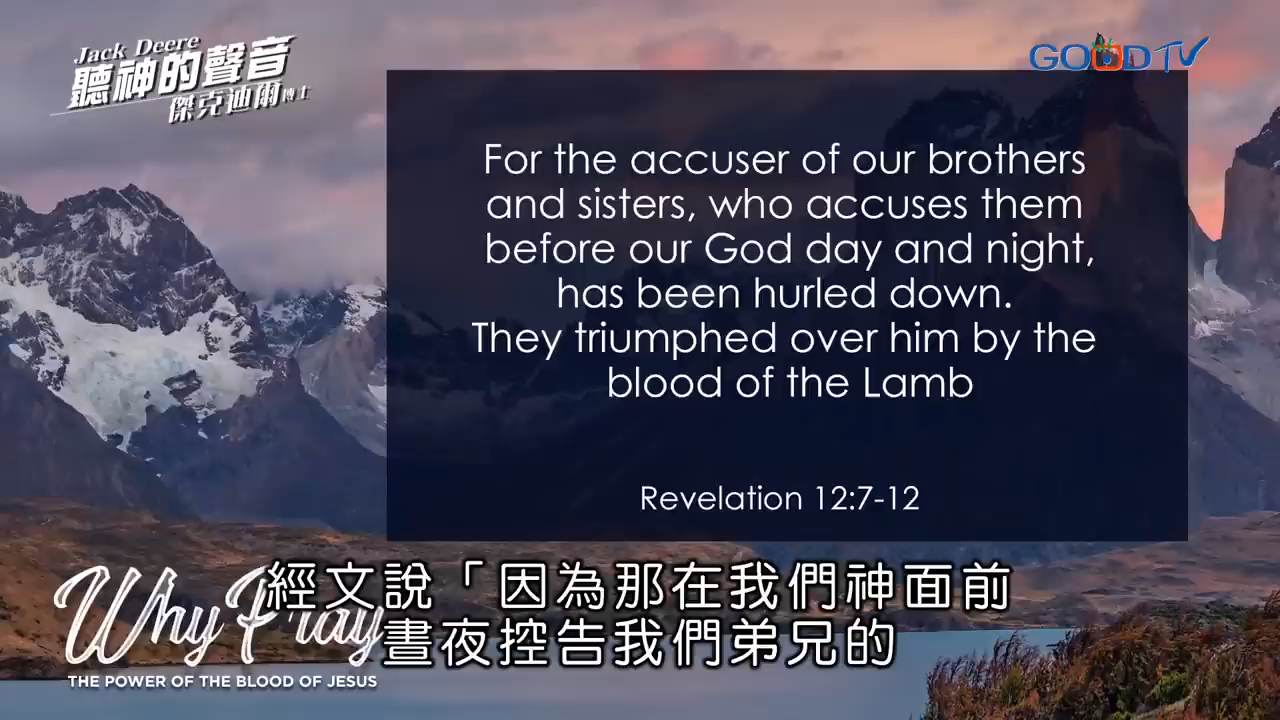 Jack Deere
聽神的聲音
傑克迪爾博士
GOOD TV
For the accuser of our brothers
and sisters, who accuses them
before our God day and night,
has been hurled down.
They triumphed over him by the
blood of the Lamb
Revelation 12:7-12
Why Pray
THE POWER OF THE BLOOD OF JESUS
經文說「因為那在我們神面前
晝夜控告我們弟兄的